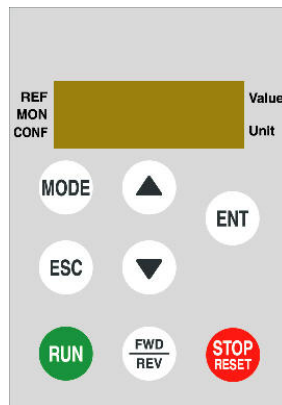 REF
MON
CONF
Value
Unit
MODE
ENT
ESC
RUN
FWD
REV
STOP
RESET